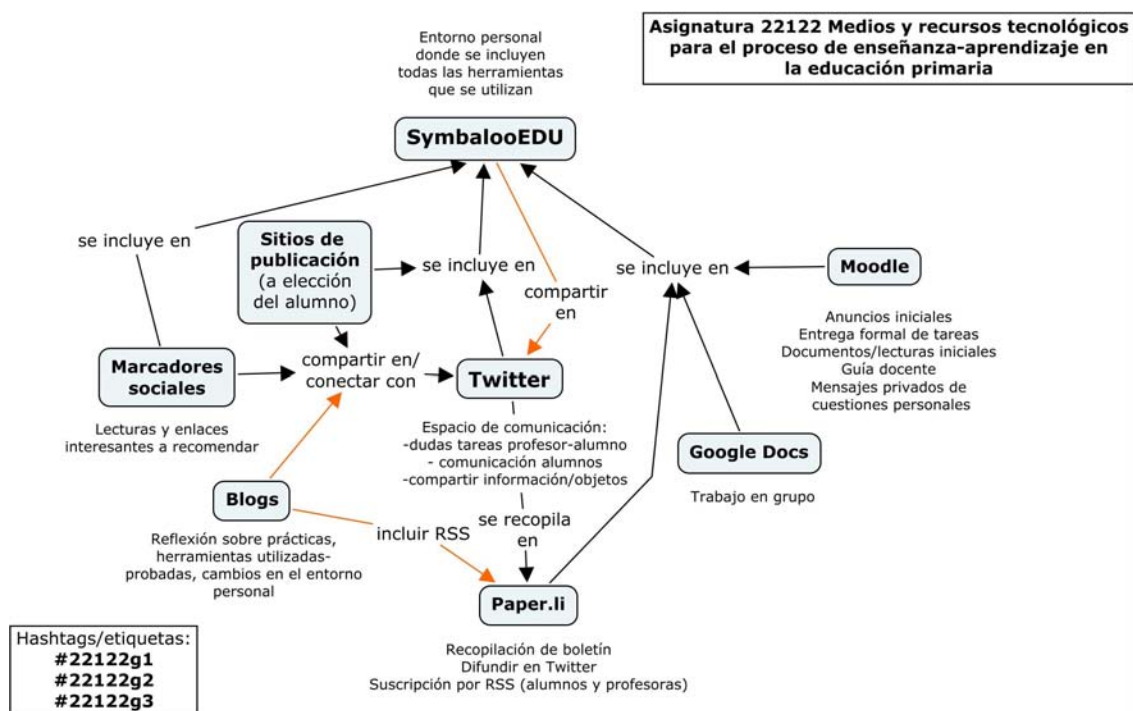 Asignatura 22122 Medios y recursos tecnológicos
para el proceso de enseñanza-aprendizaje en
la educación primaria
Entorno personal
donde se incluyen
todas las herramientas
que se utilizan
SymbalooEDU
se incluye en
Sitios de
publicación
(a elección
del alumno)
se incluye en
compartir
en
se incluye en
Moodle
Anuncios iniciales
Entrega formal de tareas
Documentos/lecturas iniciales
Guía docente
Mensajes privados de
cuestiones personales
Marcadores
sociales
Lecturas y enlaces
interesantes a recomendar
compartir en/
conectar con
Twitter
Espacio de comunicación:
-dudas tareas profesor-alumno
- comunicación alumnos
-compartir información/objetos
Google Docs
Trabajo en grupo
Blogs
Reflexión sobre prácticas,
herramientas utilizadas-
probadas, cambios en el entorno
personal
incluir RSS
se recopila
en
Paper.li
Recopilación de boletín
Difundir en Twitter
Suscripción por RSS (alumnos y profesoras)
Hashtags/etiquetas:
#22122g1
#22122g2
#22122g3